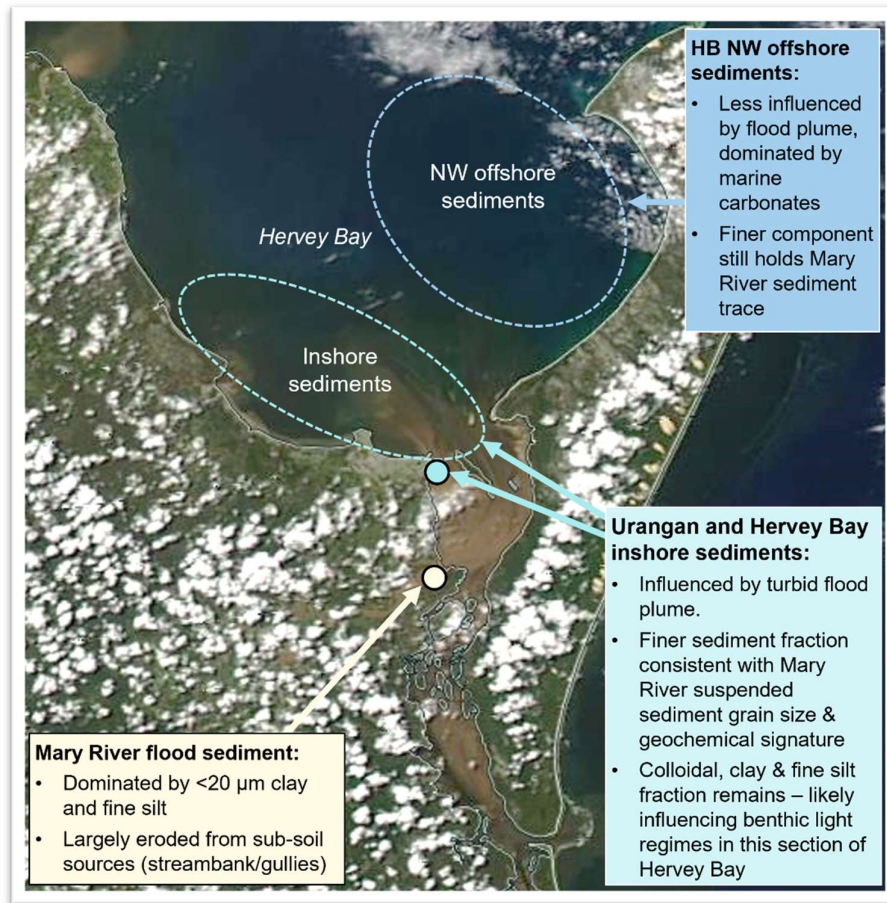 HB NW offshore
sediments:
• Less influenced
by flood plume,
dominated by
marine
carbonates
• Finer component
still holds Mary
River sediment
trace
NW offshore
sediments
Hervey Bay
Inshore
sediments
Urangan and Hervey Bay
inshore sediments:
• Influenced by turbid flood
plume.
• Finer sediment fraction
consistent with Mary
River suspended
sediment grain size &
geochemical signature
• Colloidal, clay & fine silt
fraction remains – likely
influencing benthic light
regimes in this section of
Hervey Bay
Mary River flood sediment:
• Dominated by <20 µm clay
and fine silt
• Largely eroded from sub-soil
sources (streambank/gullies)